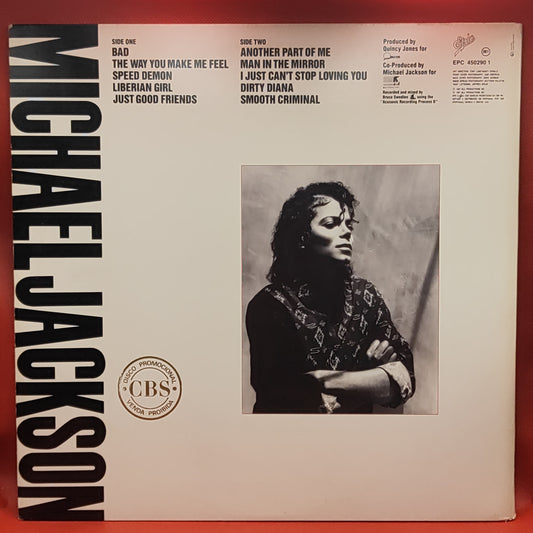 MICHAEL JACKSON
SIDE ONE
BAD
THE WAY YOU MAKE ME FEEL
SPEED DEMON
LIBERIAN GIRL
JUST GOOD FRIENDS
SIDE TWO
ANOTHER PART OF ME
MAN IN THE MIRROR
I JUST CAN'T STOP LOVING YOU
DIRTY DIANA
SMOOTH CRIMINAL
Produced by
Quincy Jones for
Co-Produced by
Michael Jackson for
Recorded and mixed by
Bruce Swedien using the
Epic
EPC 450290 1
DISCO PROMOCIONAL
CBS
VENDA PROIBIDA